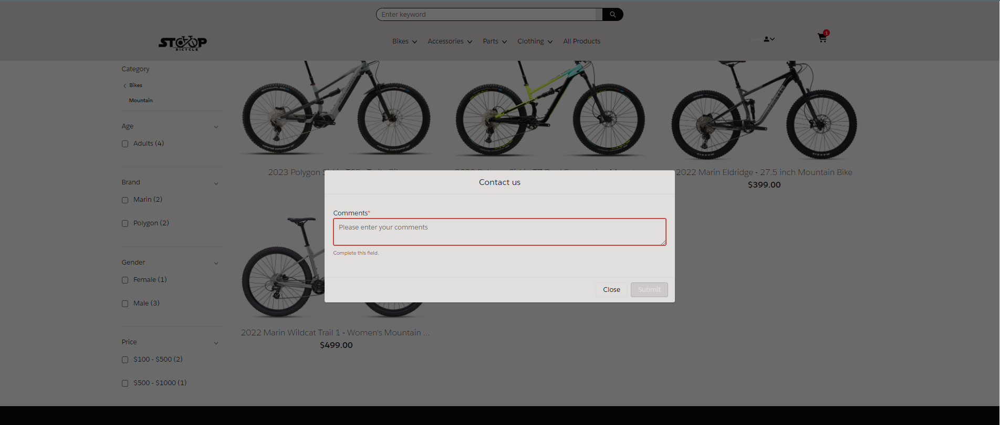 Enter keyword
STOOP
BICYCLE
Bikes
Accessories
Parts
Clothing
All Products
1
Category
Bikes
Mountain
Age
Adults (4)
Brand
Marin (2)
Polygon (2)
Gender
Female (1)
Male (3)
Price
$100 - $500 (2)
$500 - $1000 (1)
2023 Polygon
2022 Marin Eldridge - 27.5 inch Mountain Bike
$399.00
2022 Marin Wildcat Trail 1 - Women's Mountain ...
$499.00
Contact us
Comments*
Please enter your comments
Complete this field.
Close
Submit